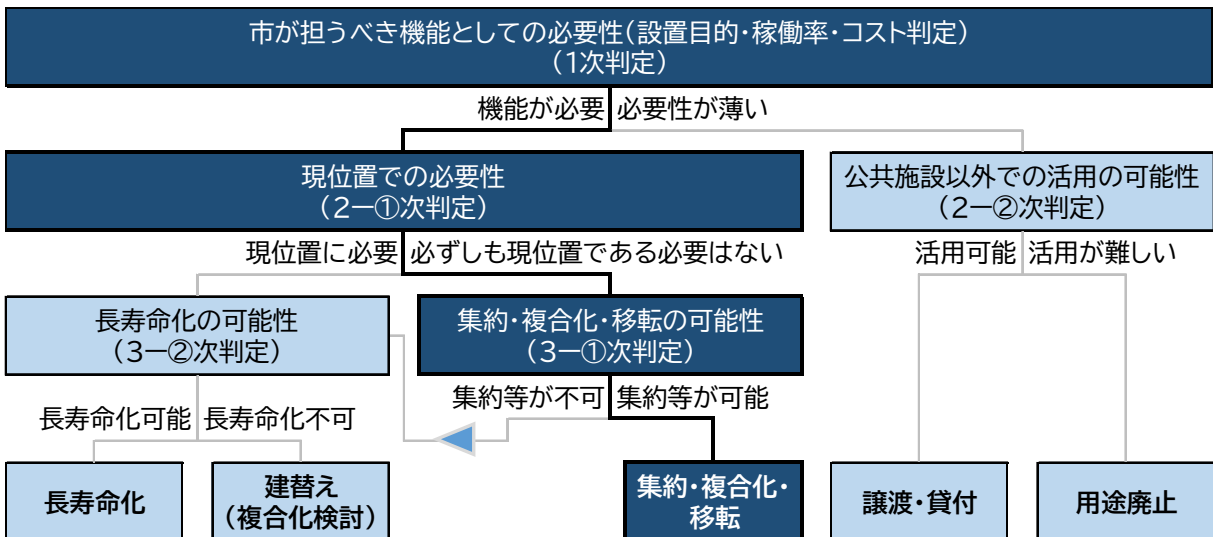 市が担うべき機能としての必要性(設置目的・稼働率・コスト判定)
(1次判定)
機能が必要 必要性が薄い
現位置での必要性
(2ー①次判定)
公共施設以外での活用の可能性
(2ー②次判定)
現位置に必要 必ずしも現位置である必要はない
活用可能 活用が難しい
長寿命化の可能性
(3ー②次判定)
集約・複合化・移転の可能性
(3ー①次判定)
集約等が不可 集約等が可能
長寿命化可能 長寿命化不可
長寿命化
建替え
(複合化検討)
集約・複合化・
移転
譲渡・貸付
用途廃止